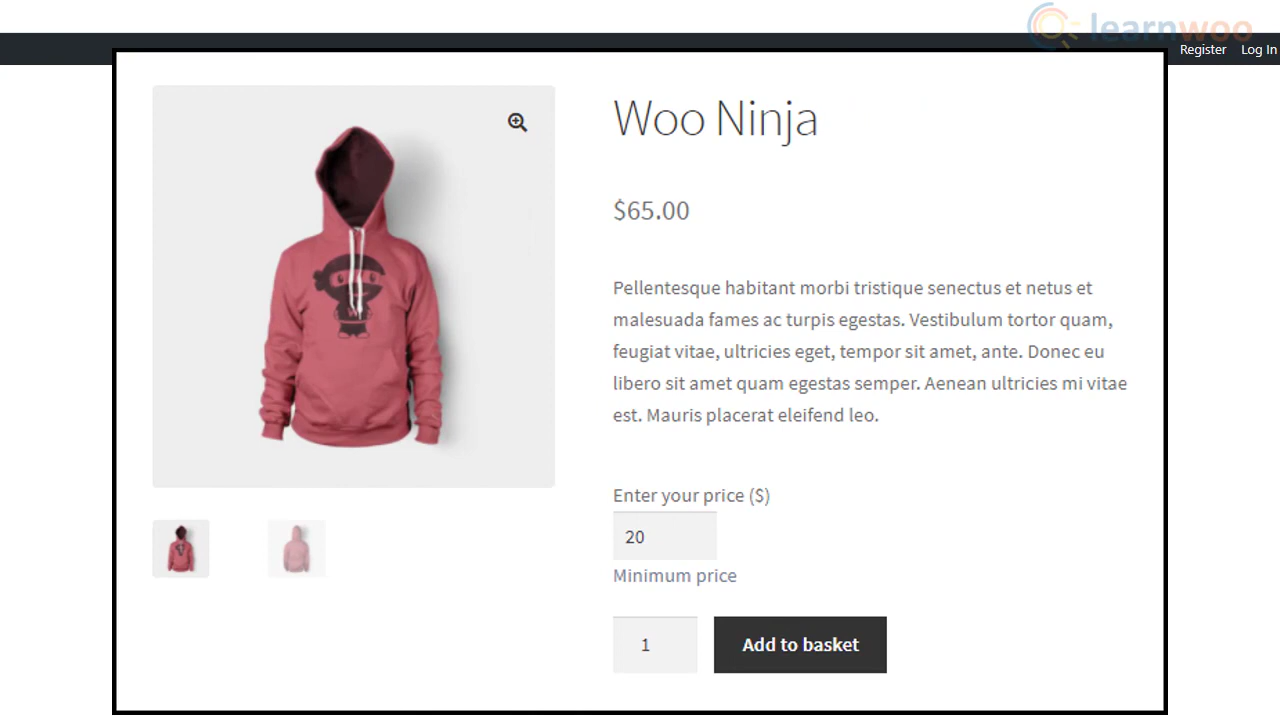 learnwoo
Register Log In
Woo Ninja
$65.00
Pellentesque habitant morbi tristique senectus et netus et
malesuada fames ac turpis egestas. Vestibulum tortor quam,
feugiat vitae, ultricies eget, tempor sit amet, ante. Donec eu
libero sit amet quam egestas semper. Aenean ultricies mi vitae
est. Mauris placerat eleifend leo.
Enter your price ($)
20
Minimum price
1 Add to basket